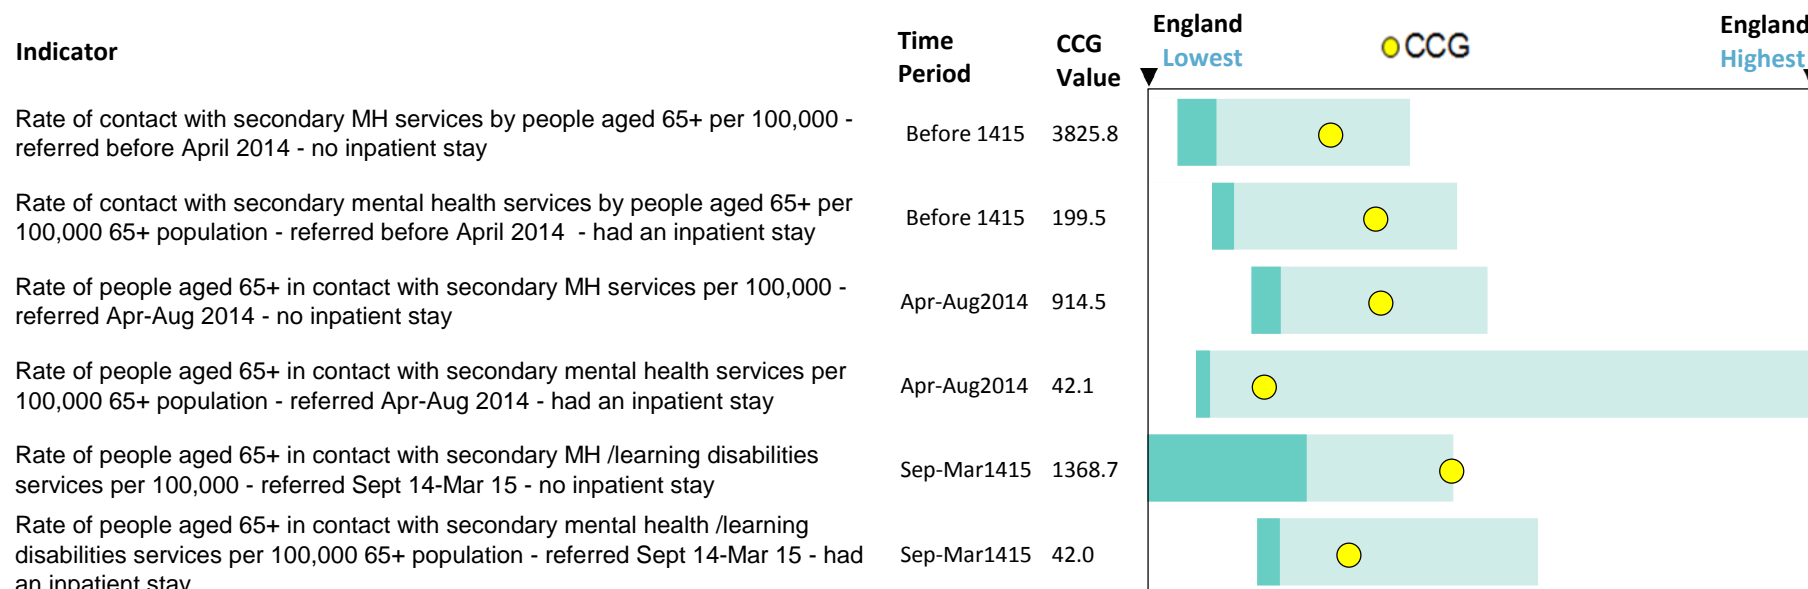 Indicator
Time
Period
CCG
Value
England
Lowest
CCG
England
Highest
Rate of contact with secondary MH services by people aged 65+ per 100,000 -
referred before April 2014 - no inpatient stay
Before 1415
3825.8
Rate of contact with secondary mental health services by people aged 65+ per
100,000 65+ population - referred before April 2014  - had an inpatient stay
Before 1415
199.5
Rate of people aged 65+ in contact with secondary MH services per 100,000 -
referred Apr-Aug 2014 - no inpatient stay
Apr-Aug2014
914.5
Rate of people aged 65+ in contact with secondary mental health services per
100,000 65+ population - referred Apr-Aug 2014 - had an inpatient stay
Apr-Aug2014
42.1
Rate of people aged 65+ in contact with secondary MH /learning disabilities
services per 100,000 - referred Sept 14-Mar 15 - no inpatient stay
Sep-Mar1415
1368.7
Rate of people aged 65+ in contact with secondary mental health /learning
disabilities services per 100,000 65+ population - referred Sept 14-Mar 15 - had
an inpatient stay
Sep-Mar1415
42.0